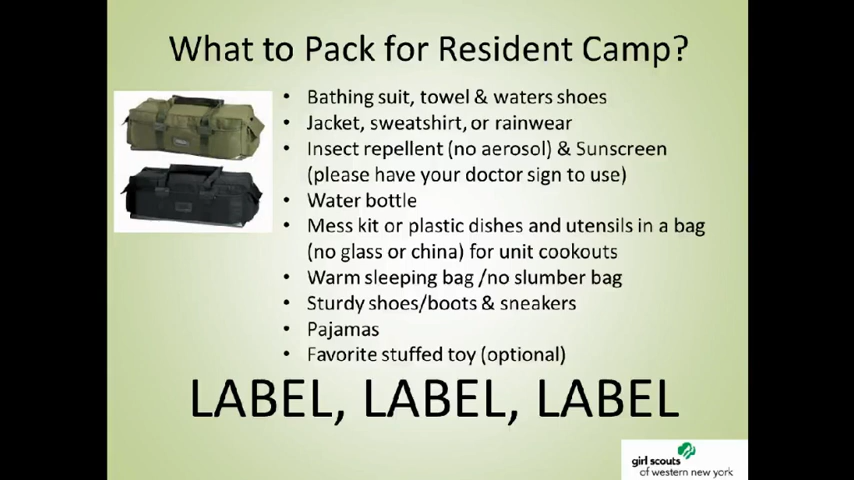 What to Pack for Resident Camp?
• Bathing suit, towel & waters shoes
• Jacket, sweatshirt, or rainwear
• Insect repellent (no aerosol) & Sunscreen
(please have your doctor sign to use)
• Water bottle
• Mess kit or plastic dishes and utensils in a bag
(no glass or china) for unit cookouts
• Warm sleeping bag /no slumber bag
• Sturdy shoes/boots & sneakers
• Pajamas
• Favorite stuffed toy (optional)
LABEL, LABEL, LABEL
girl scouts
of western new york